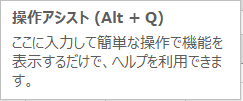 操作アシスト (Alt + Q)
ここに入力して簡単な操作で機能を
表示するだけで、ヘルプを利用できま
す。